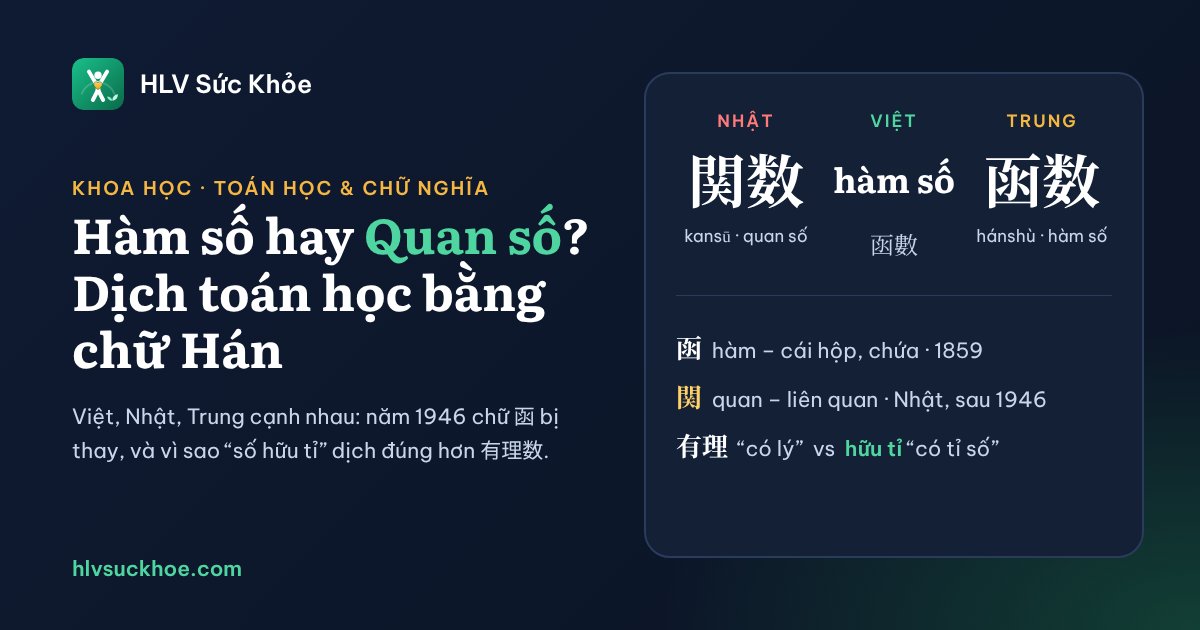 HLV Sức Khỏe
KHOA HỌC · TOÁN HỌC & CHỮ NGHĨA
Hàm số hay Quan số?
Dịch toán học bằng
chữ Hán
Việt, Nhật, Trung cạnh nhau: năm 1946 chữ 函 bị
thay, và vì sao “số hữu tỉ” dịch đúng hơn 有理数.
hlvsuckhoe.com
NHẬT
関数
kansū · quan số
VIỆT
hàm số
函數
TRUNG
函数
hánshù · hàm số
函 hàm – cái hộp, chứa · 1859
関 quan – liên quan · Nhật, sau 1946
有理 “có lý” vs hữu tỉ “có tỉ số”